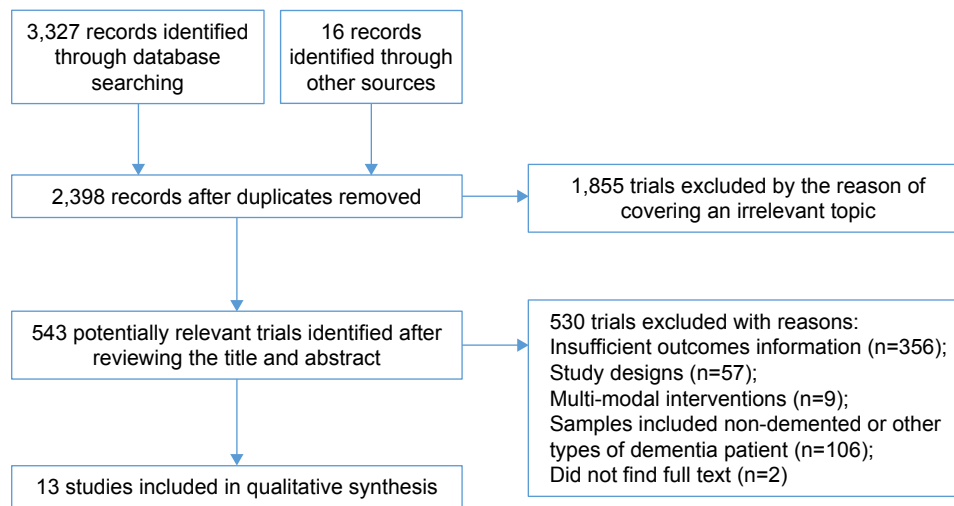 3,327 records identified
through database
searching
16 records
identified through
other sources
2,398 records after duplicates removed
1,855 trials excluded by the reason of
covering an irrelevant topic
543 potentially relevant trials identified after
reviewing the title and abstract
530 trials excluded with reasons:
Insufficient outcomes information (n=356);
Study designs (n=57);
Multi-modal interventions (n=9);
Samples included non-demented or other
types of dementia patient (n=106);
Did not find full text (n=2)
13 studies included in qualitative synthesis